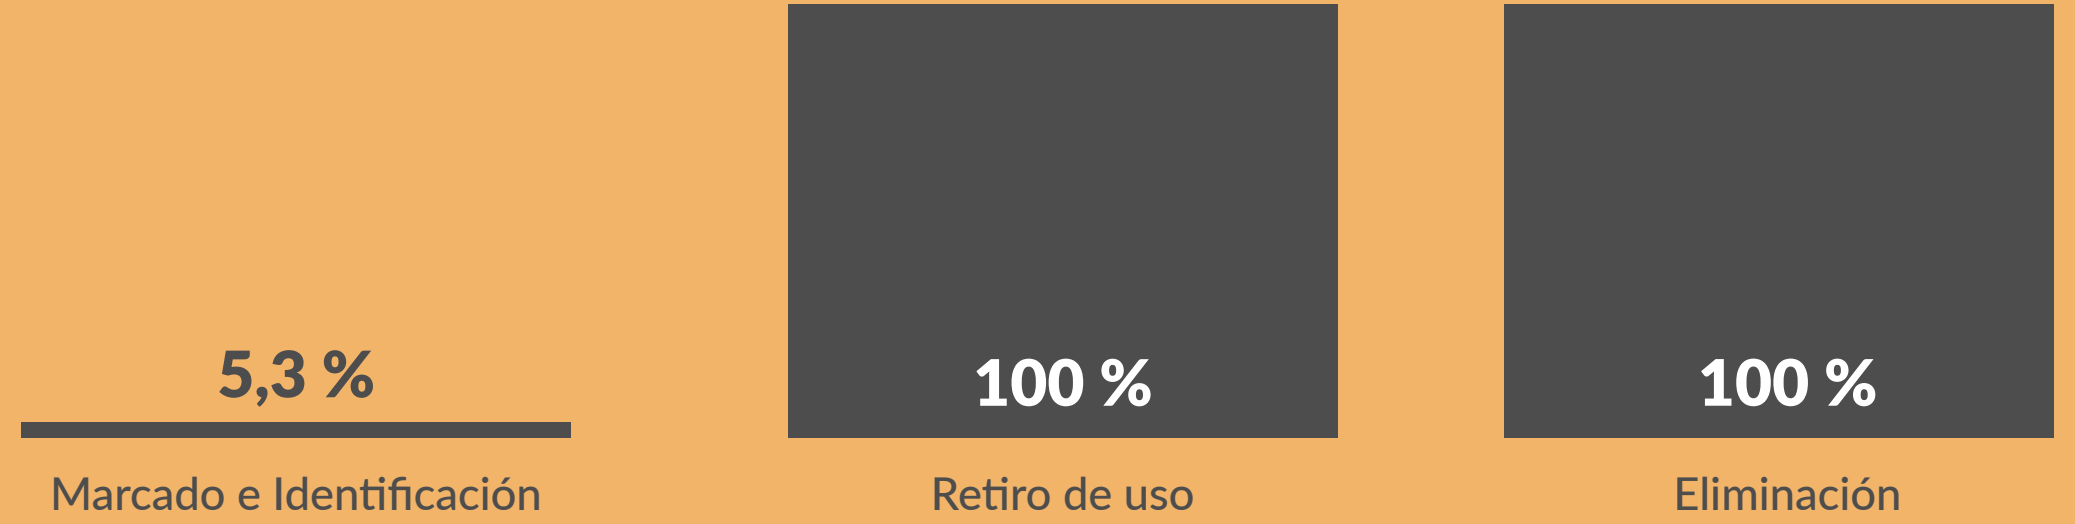 5,3 %
100 %
100 %
Marcado e Identificación
Retiro de uso
Eliminación